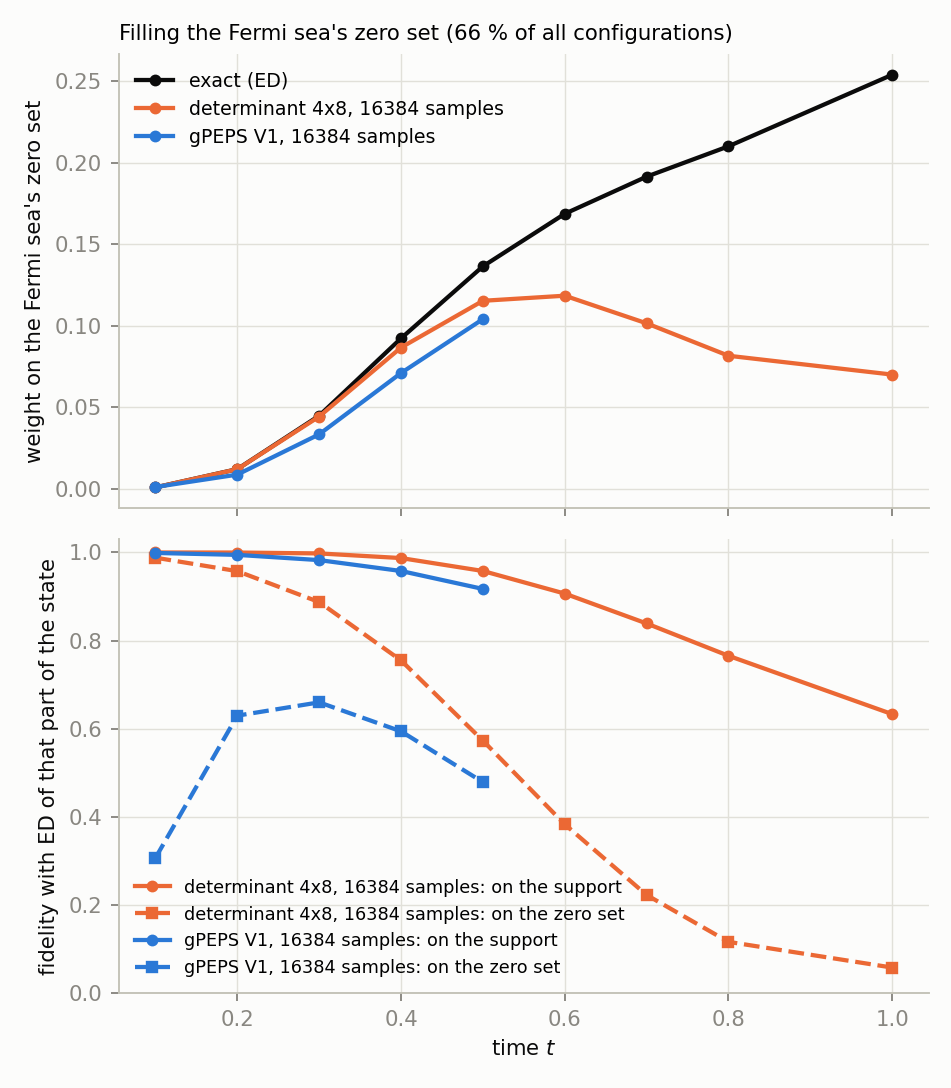 Filling the Fermi sea's zero set (66 % of all configurations)
weight on the Fermi sea's zero set
0.25
0.20
0.15
0.10
0.05
0.00
exact (ED)
determinant 4x8, 16384 samples
gPEPS V1, 16384 samples
fidelity with ED of that part of the state
1.0
0.8
0.6
0.4
0.2
0.0
determinant 4x8, 16384 samples: on the support
determinant 4x8, 16384 samples: on the zero set
gPEPS V1, 16384 samples: on the support
gPEPS V1, 16384 samples: on the zero set
0.2 0.4 0.6 0.8 1.0
time t